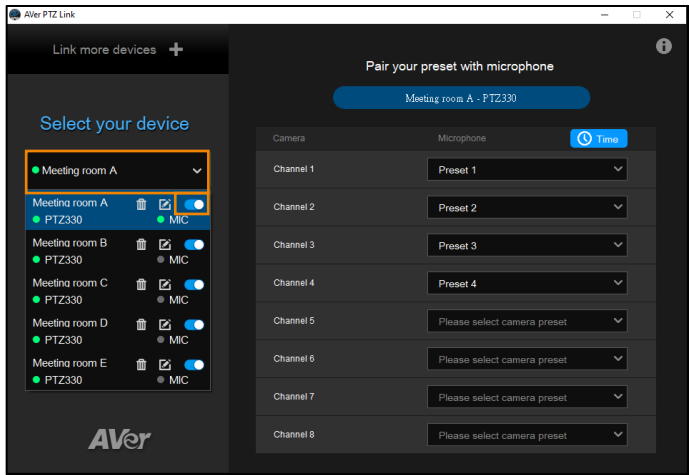 AVer PTZ Link
Link more devices
Pair your preset with microphone
Meeting room A - PTZ330
Select your device
Camera Microphone Time
Meeting room A
Channel 1 Preset 1
Meeting room A
PTZ330 MIC
Channel 2 Preset 2
Meeting room B
PTZ330 MIC
Channel 3 Preset 3
Meeting room C
PTZ330 MIC
Channel 4 Preset 4
Meeting room D
PTZ330 MIC
Channel 5 Please select camera preset
Meeting room E
PTZ330 MIC
Channel 6 Please select camera preset
Channel 7 Please select camera preset
Channel 8 Please select camera preset
AVer